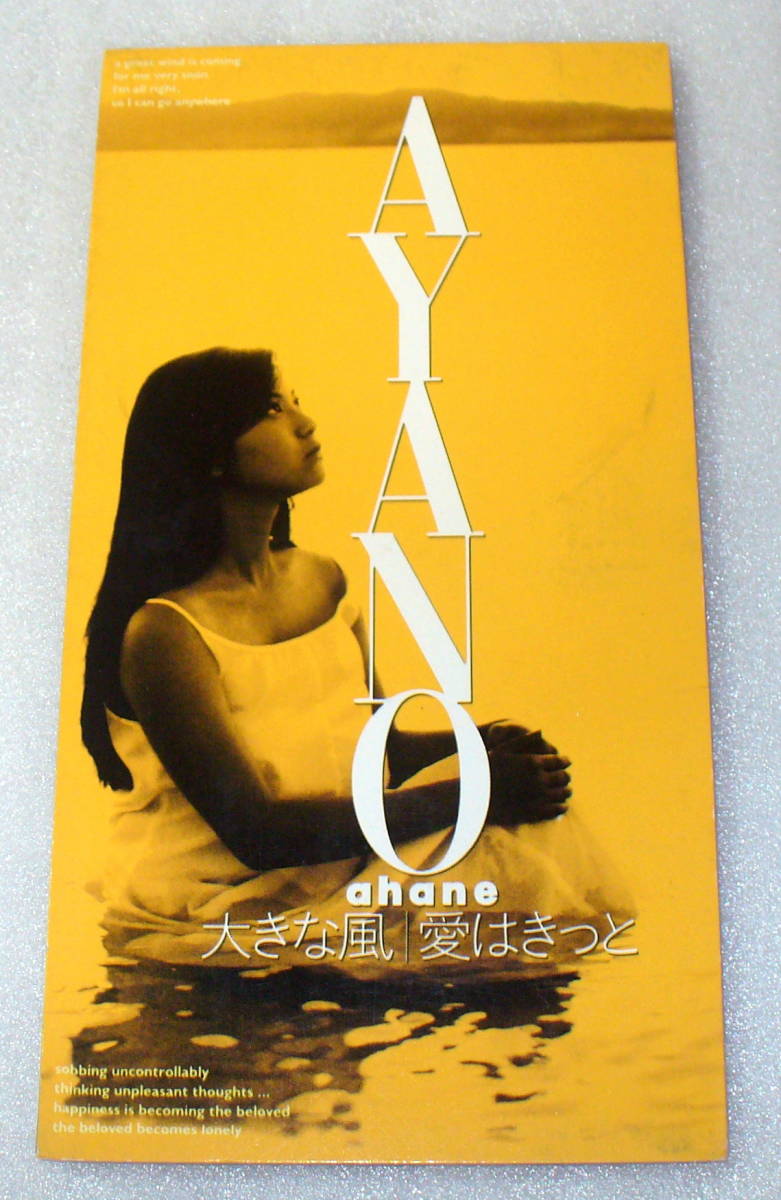 a great wind is coming
for me very soon.
I'm all right,
so I can go anywhere
AYANO
ahane
大きな風|愛はきっと
sobbing uncontrollably
thinking unpleasant thoughts ...
happiness is becoming the beloved
the beloved becomes lonely